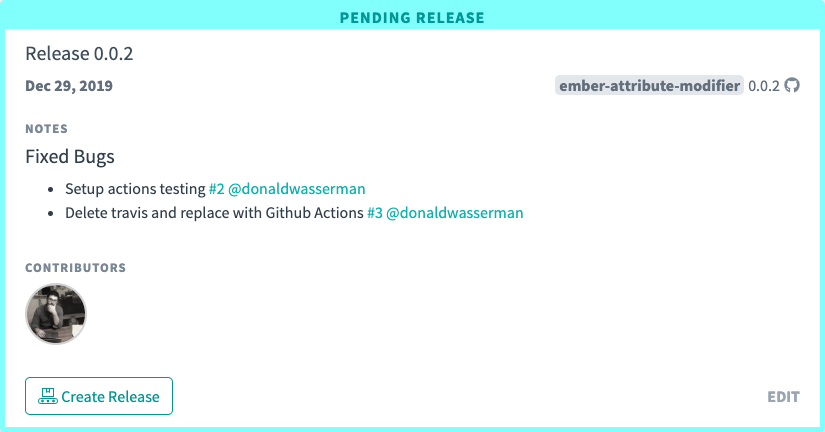 PENDING RELEASE
Release 0.0.2
Dec 29, 2019 ember-attribute-modifier 0.0.2
NOTES
Fixed Bugs
• Setup actions testing #2 @donaldwasserman
• Delete travis and replace with Github Actions #3 @donaldwasserman
CONTRIBUTORS
Create Release EDIT